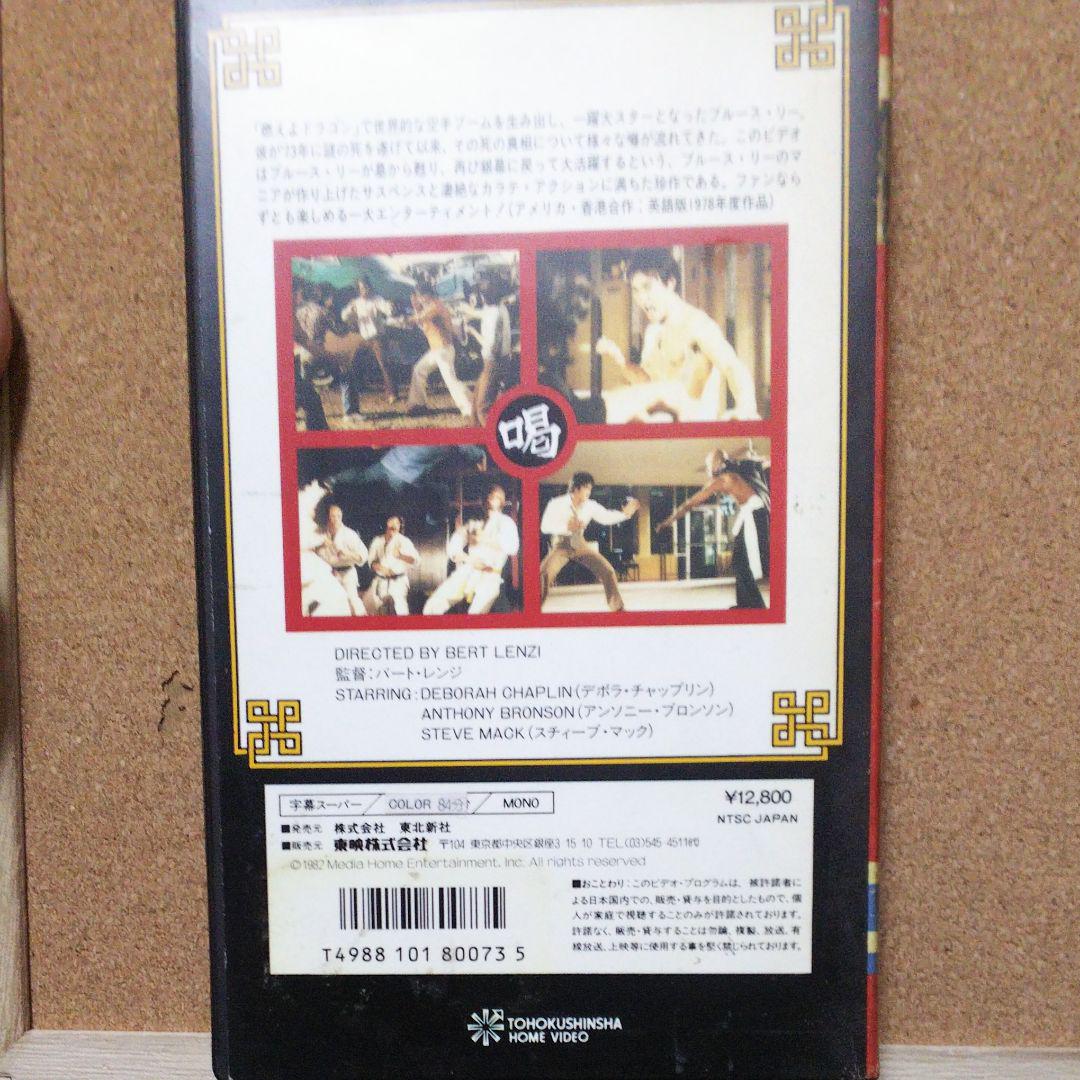 「燃えよドラゴン」で世界的な空手ブームを生み出し、一躍大スターとなったブルース・リー。
彼が'73年に謎の死を遂げて以来、その死の真相について様々な噂が流れてきた。このビデオ
はブルース・リーが墓から甦り、再び銀幕に戻って大活躍するという、ブルース・リーのマ
ニアが作り上げたサスペンスと凄絶なカラテ・アクションに満ちた珍作である。ファンなら
ずとも楽しめる一大エンターティメント!(アメリカ・香港合作;英語版1978年度作品)
喝
DIRECTED BY BERT LENZI
監督:バート・レンジ
STARRING:DEBORAH CHAPLIN(デボラ・チャップリン)
ANTHONY BRONSON(アンソニー・ブロンソン)
STEVE MACK(スティーブ・マック)
字幕スーパー COLOR 84分 MONO
¥12,800
NTSC JAPAN
■発売元 株式会社 東北新社
■販売元 東映株式会社 〒104 東京都中央区銀座3 15 10 TEL.(03)545-4511
©1982 Media Home Entertainment, Inc. All rights reserved
■おことわり:このビデオ・プログラムは、被許諾者に
よる日本国内での、販売・貸与を目的としたもので、個
人が家庭で視聴することのみが許諾されております。
許諾なく、販売・貸与することは勿論、複製、放送、有
線放送、上映等に使用する事を堅く禁じられております。
T4988 101 80073 5
TOHOKUSHINSHA
HOME VIDEO